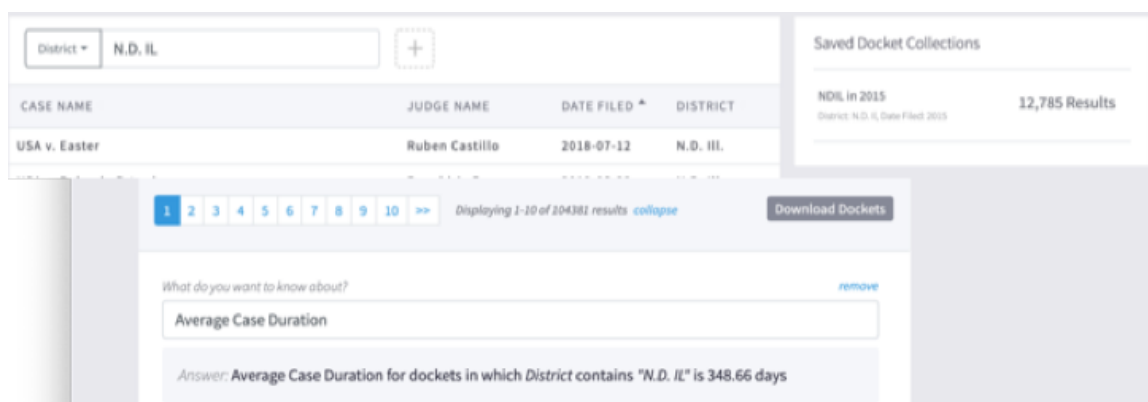 District
N.D. IL
+
Saved Docket Collections
CASE NAME JUDGE NAME DATE FILED DISTRICT
NDIL in 2015 12,785 Results
District: N.D. Il, Date Filed: 2015
USA v. Easter Ruben Castillo 2018-07-12 N.D. Ill.
1 2 3 4 5 6 7 8 9 10 >> Displaying 1-10 of 104381 results collapse Download Dockets
What do you want to know about? remove
Average Case Duration
Answer: Average Case Duration for dockets in which District contains "N.D. IL" is 348.66 days